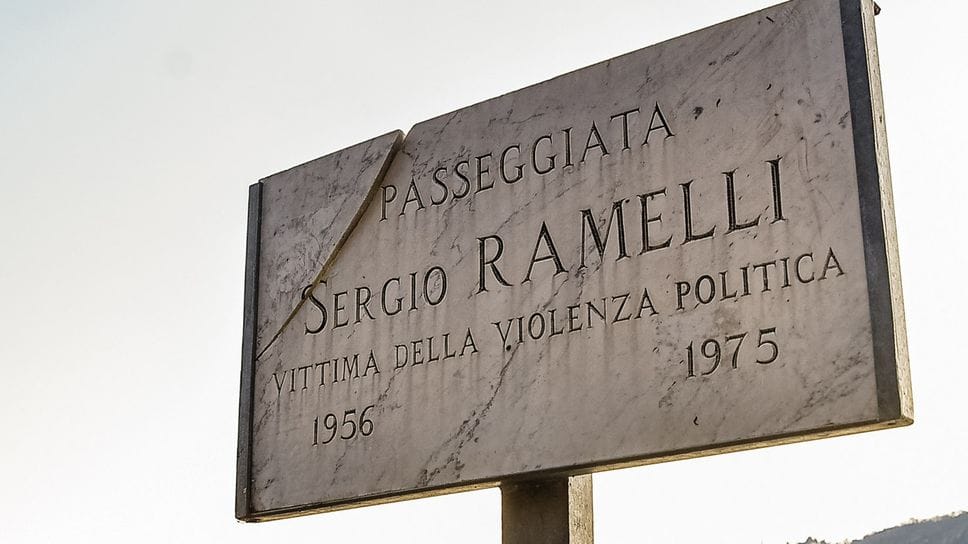 PASSEGGIATA
SERGIO RAMELLI
VITTIMA DELLA VIOLENZA POLITICA
1956 1975